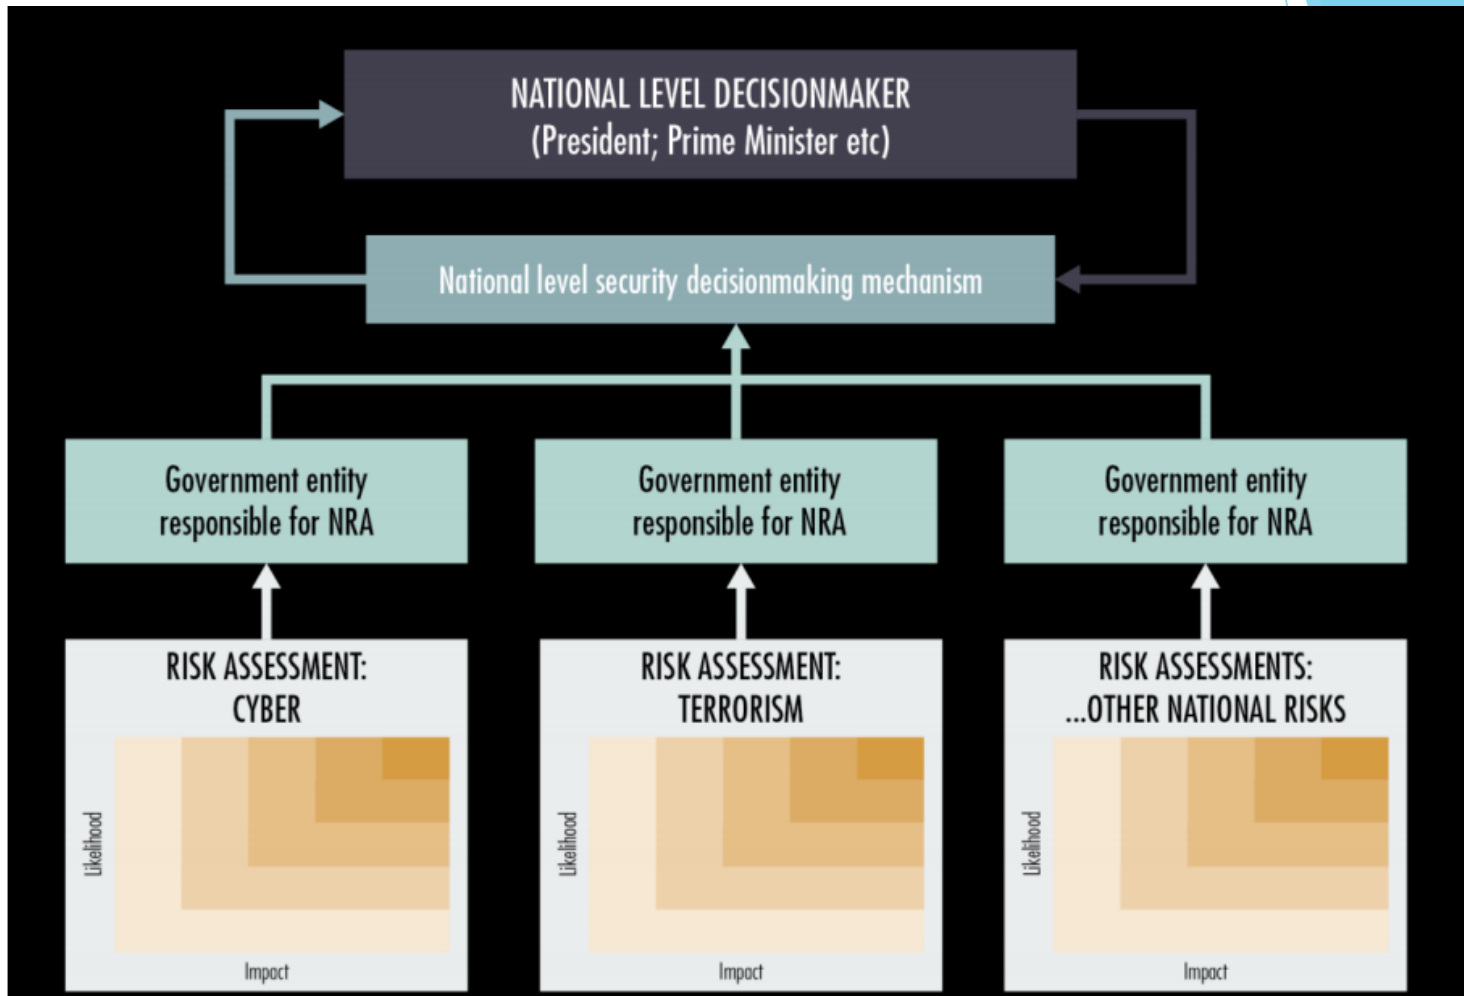 NATIONAL LEVEL DECISIONMAKER
(President; Prime Minister etc)
National level security decisionmaking mechanism
Government entity
responsible for NRA
Government entity
responsible for NRA
Government entity
responsible for NRA
RISK ASSESSMENT:
CYBER
Likelihood
Impact
RISK ASSESSMENT:
TERRORISM
Likelihood
Impact
RISK ASSESSMENTS:
...OTHER NATIONAL RISKS
Likelihood
Impact